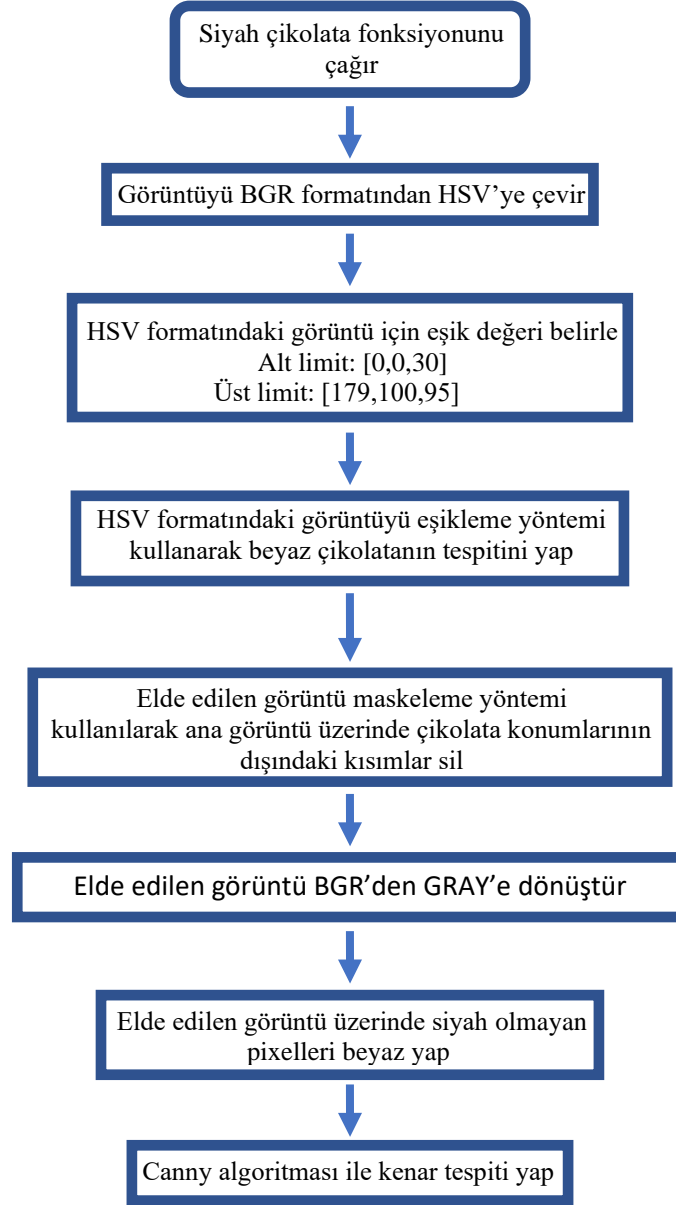 Siyah çikolata fonksiyonunu
çağır
Görüntüyü BGR formatından HSV’ye çevir
HSV formatındaki görüntü için eşik değeri belirle
Alt limit: [0,0,30]
Üst limit: [179,100,95]
HSV formatındaki görüntüyü eşikleme yöntemi
kullanarak beyaz çikolatanın tespitini yap
Elde edilen görüntü maskeleme yöntemi
kullanılarak ana görüntü üzerinde çikolata konumlarının
dışındaki kısımlar sil
Elde edilen görüntü BGR’den GRAY’e dönüştür
Elde edilen görüntü üzerinde siyah olmayan
pixelleri beyaz yap
Canny algoritması ile kenar tespiti yap